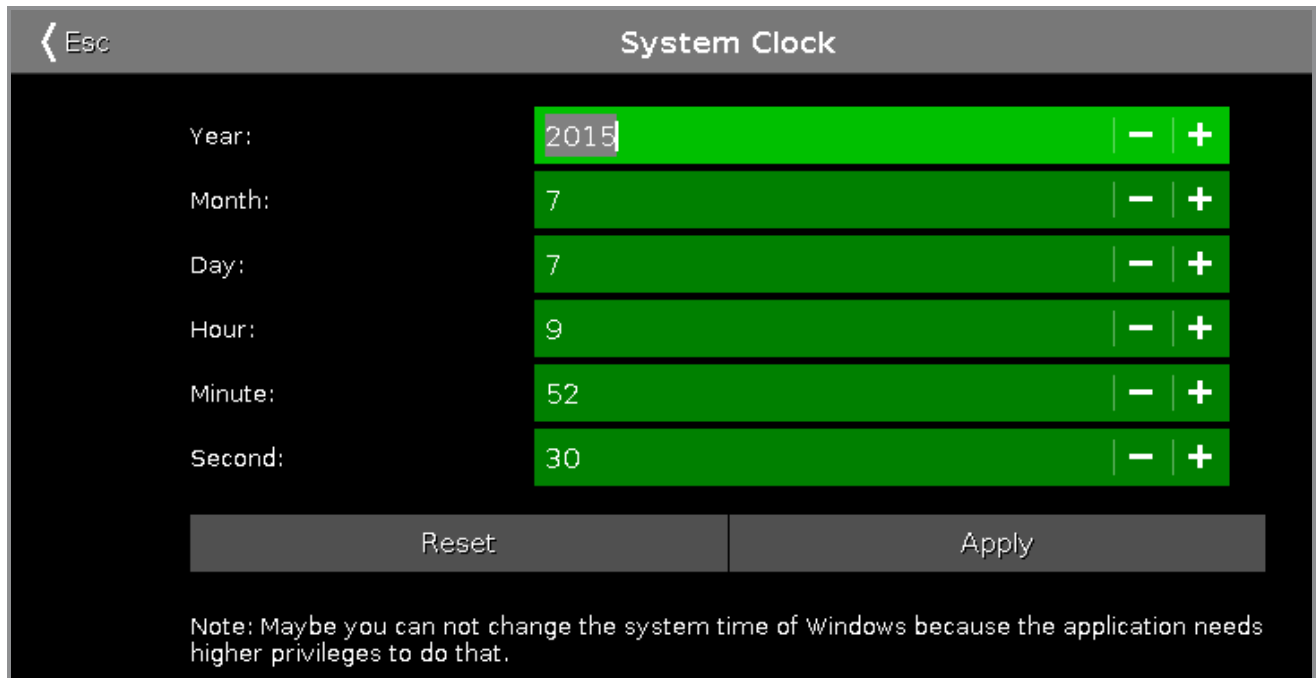 Esc
System Clock
Year: 2015 − +
Month: 7 − +
Day: 7 − +
Hour: 9 − +
Minute: 52 − +
Second: 30 − +
Reset Apply
Note: Maybe you can not change the system time of Windows because the application needs
higher privileges to do that.